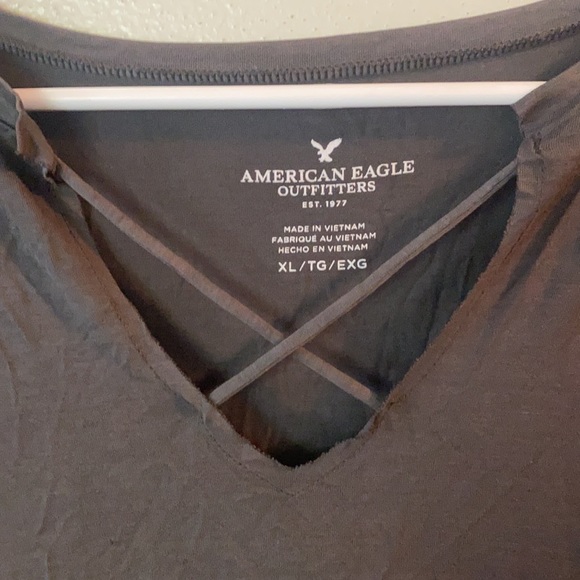 AMERICAN EAGLE
OUTFITTERS
EST. 1977
MADE IN VIETNAM
FABRIQUÉ AU VIETNAM
HECHO EN VIETNAM
XL/TG/EXG